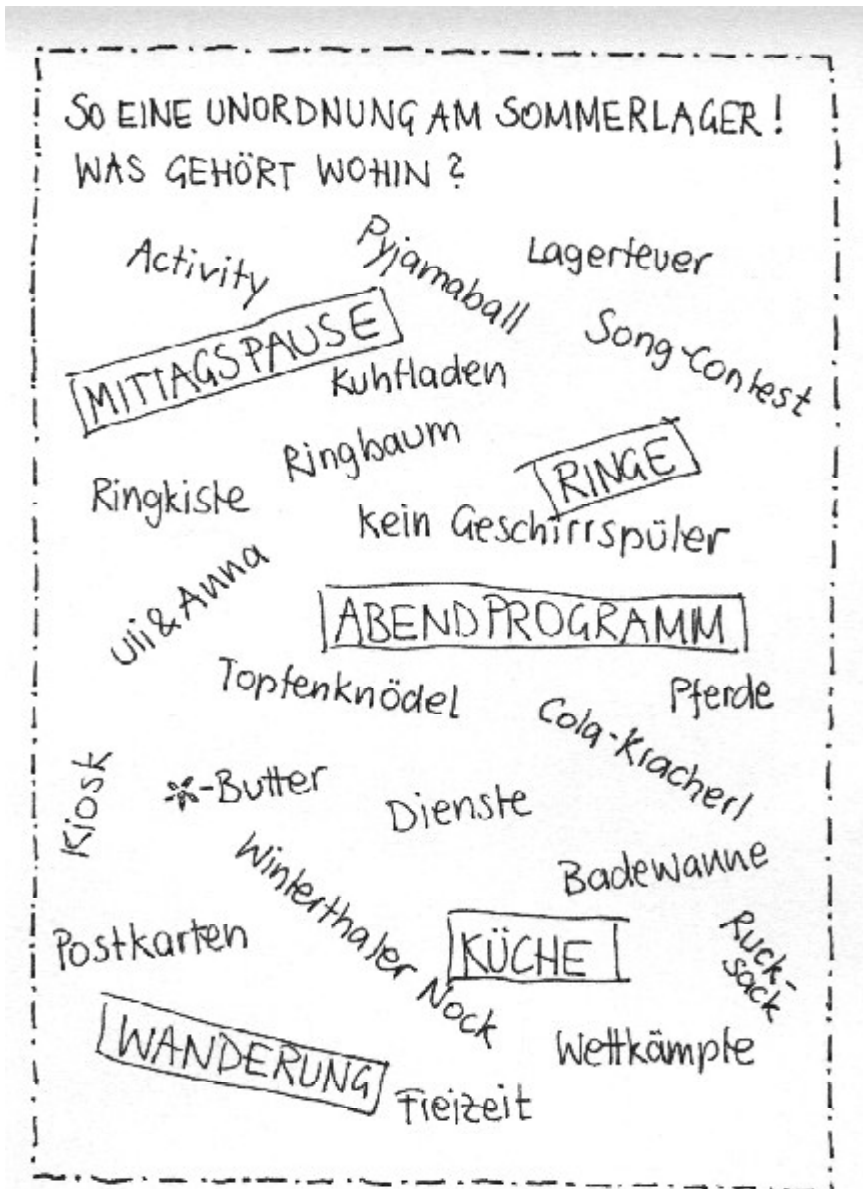 SO EINE UNORDNUNG AM SOMMERLAGER!
WAS GEHÖRT WOHIN?
Activity
Pyjamaball
Lagerfeuer
MITTAGSPAUSE
Song-Contest
Kuhfladen
Ringbaum
RINGE
Ringkiste
Kein Geschirrspüler
Uli & Anna
ABENDPROGRAMM
Topfenknödel
Pferde
Cola-Kracherl
Kiosk
-Butter
Dienste
Winterthaler Nock
Badewanne
Postkarten
KÜCHE
Ruck-
sack
WANDERUNG
Wettkämpfe
Freizeit